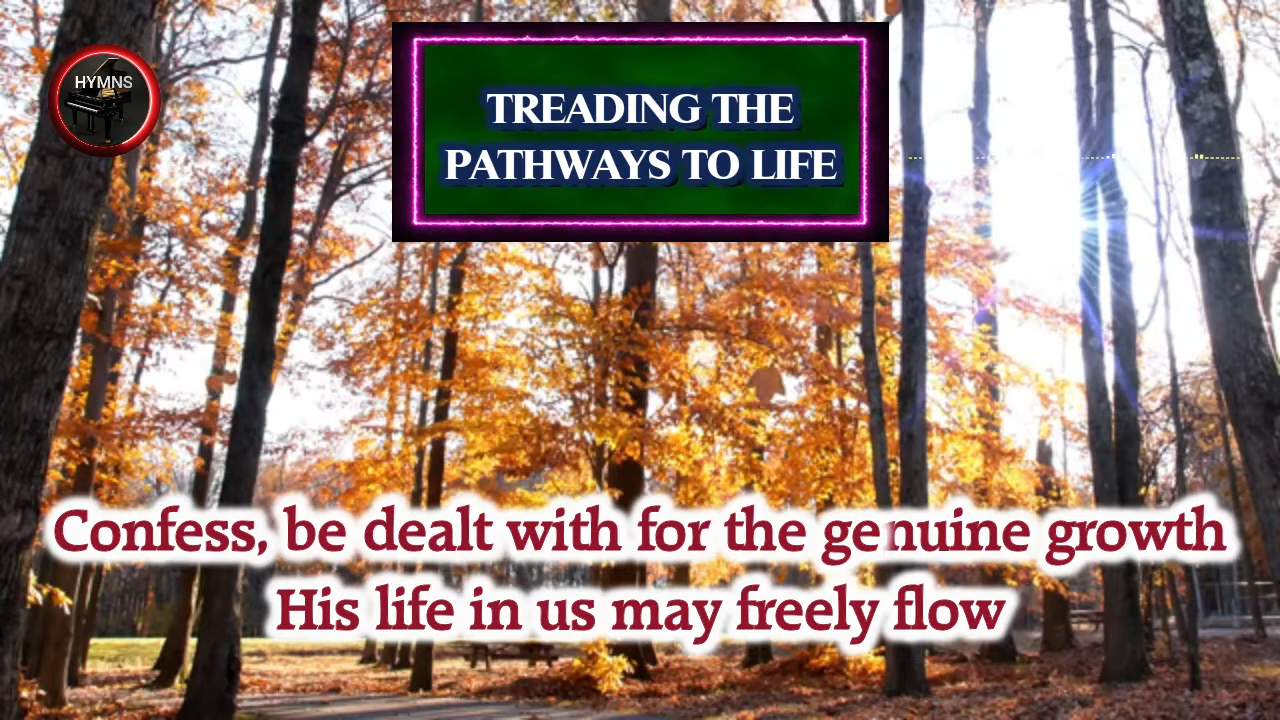 HYMNS
TREADING THE
PATHWAYS TO LIFE
Confess, be dealt with for the genuine growth
His life in us may freely flow